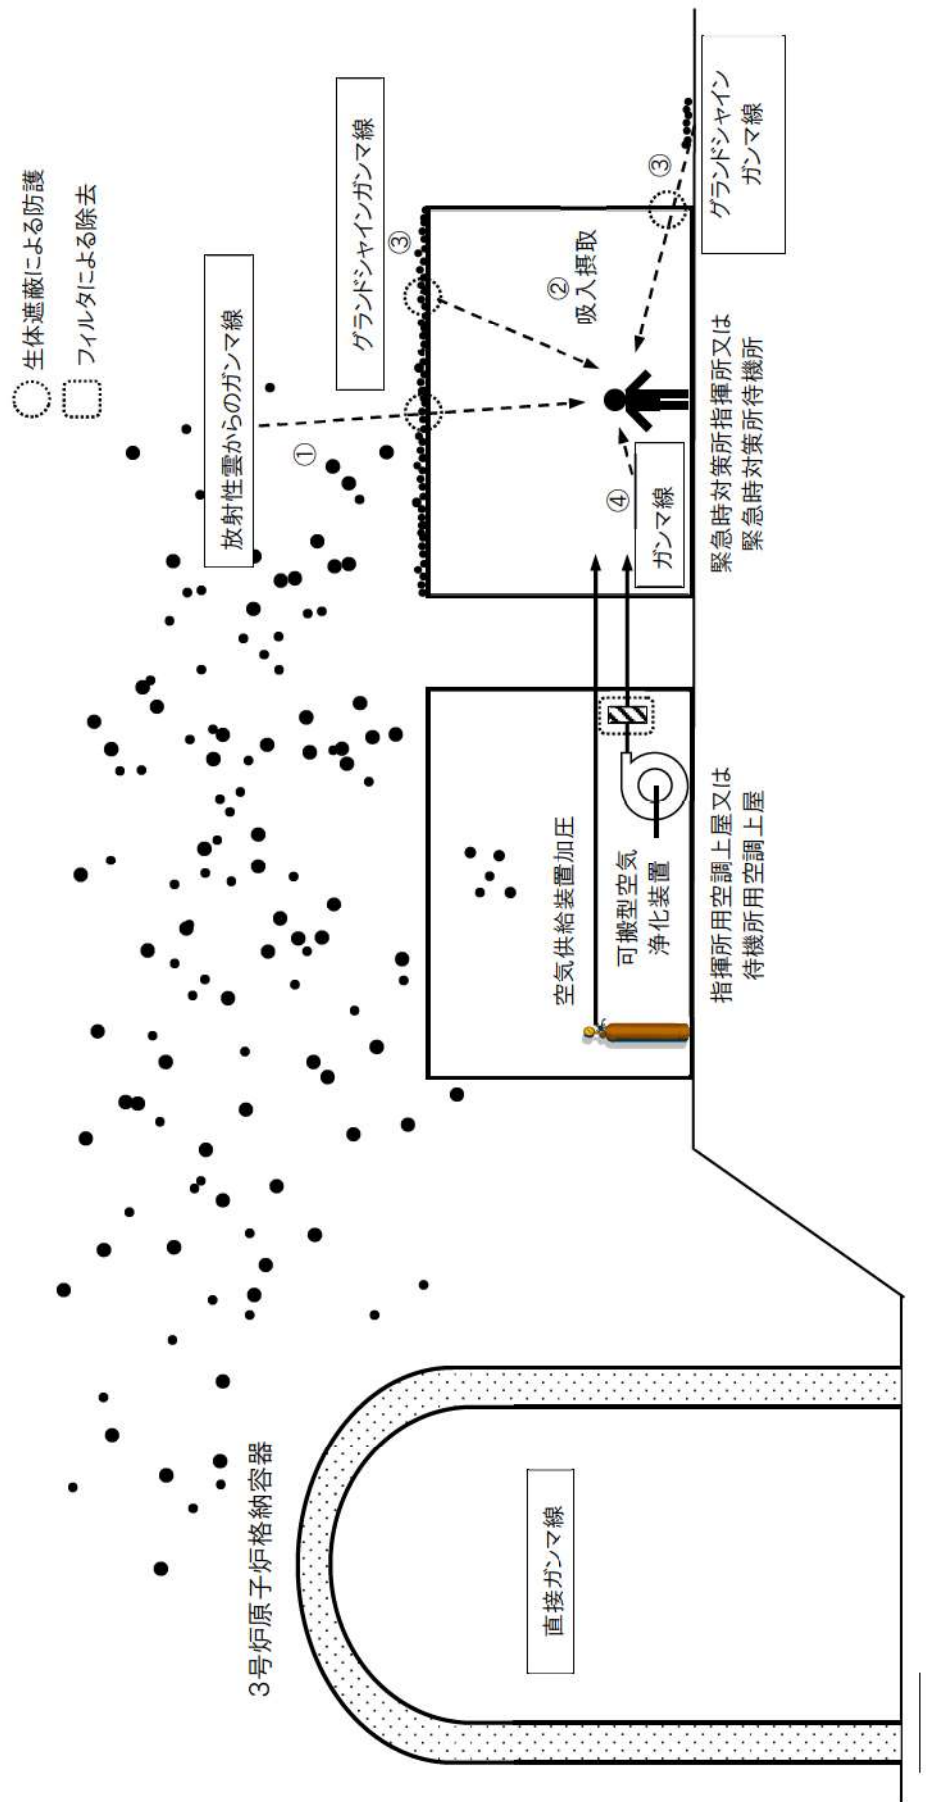 生体遮蔽による防護
フィルタによる除去
放射性雲からのガンマ線
グランドシャインガンマ線
①
③
②
吸入摂取
③
④
ガンマ線
グランドシャイン
ガンマ線
緊急時対策所指揮所又は
緊急時対策所待機所
空気供給装置加圧
可搬型空気
浄化装置
指揮所用空調上屋又は
待機所用空調上屋
3号炉原子炉格納容器
直接ガンマ線